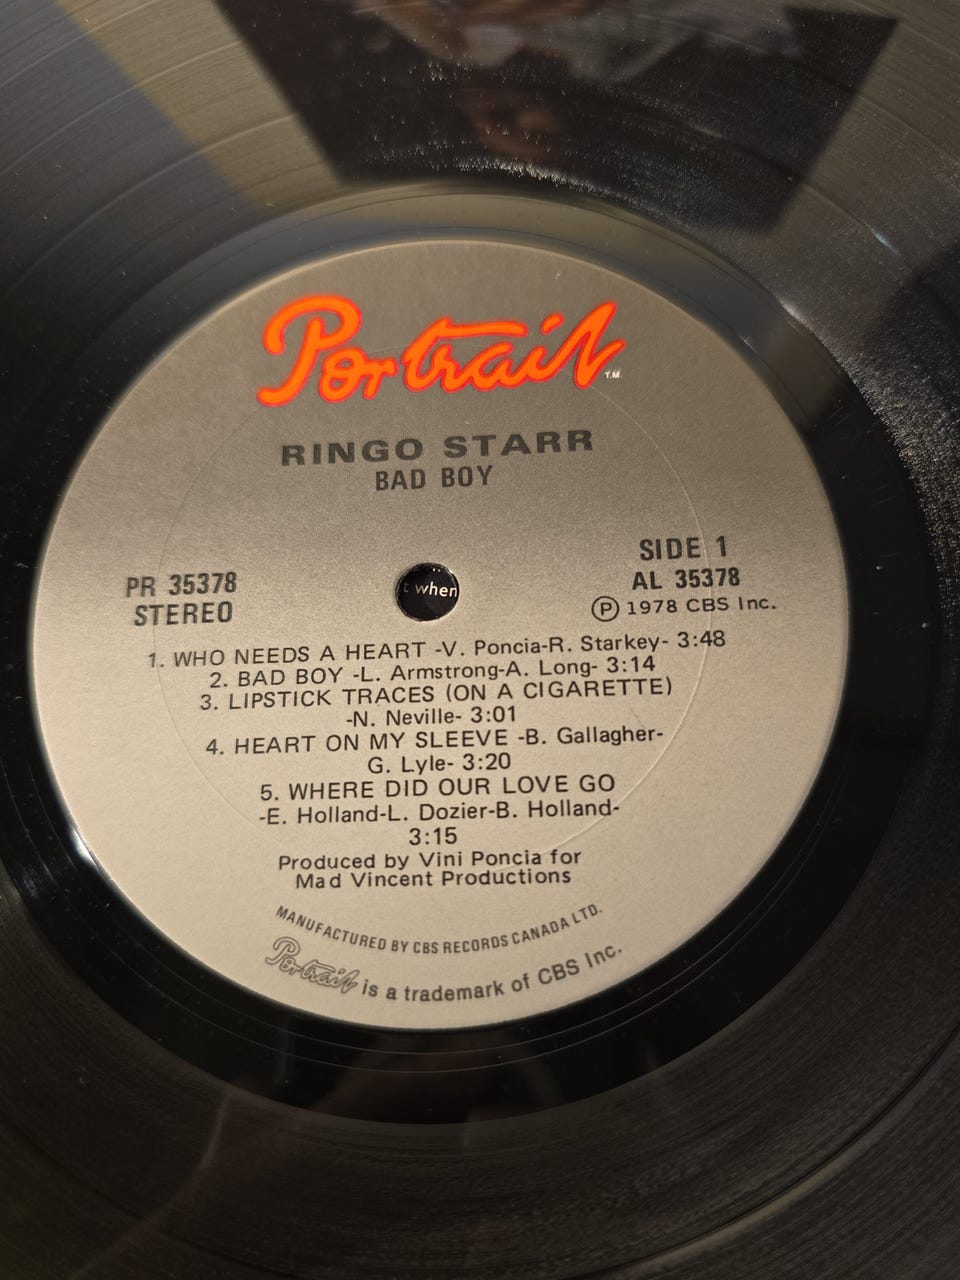 Portrait T.M.
RINGO STARR
BAD BOY
PR 35378
STEREO
SIDE 1
AL 35378
Ⓟ 1978 CBS Inc.
when
1. WHO NEEDS A HEART -V. Poncia-R. Starkey- 3:48
2. BAD BOY -L. Armstrong-A. Long- 3:14
3. LIPSTICK TRACES (ON A CIGARETTE)
-N. Neville- 3:01
4. HEART ON MY SLEEVE -B. Gallagher-
G. Lyle- 3:20
5. WHERE DID OUR LOVE GO
-E. Holland-L. Dozier-B. Holland-
3:15
Produced by Vini Poncia for
Mad Vincent Productions
MANUFACTURED BY CBS RECORDS CANADA LTD.
Portrait is a trademark of CBS Inc.